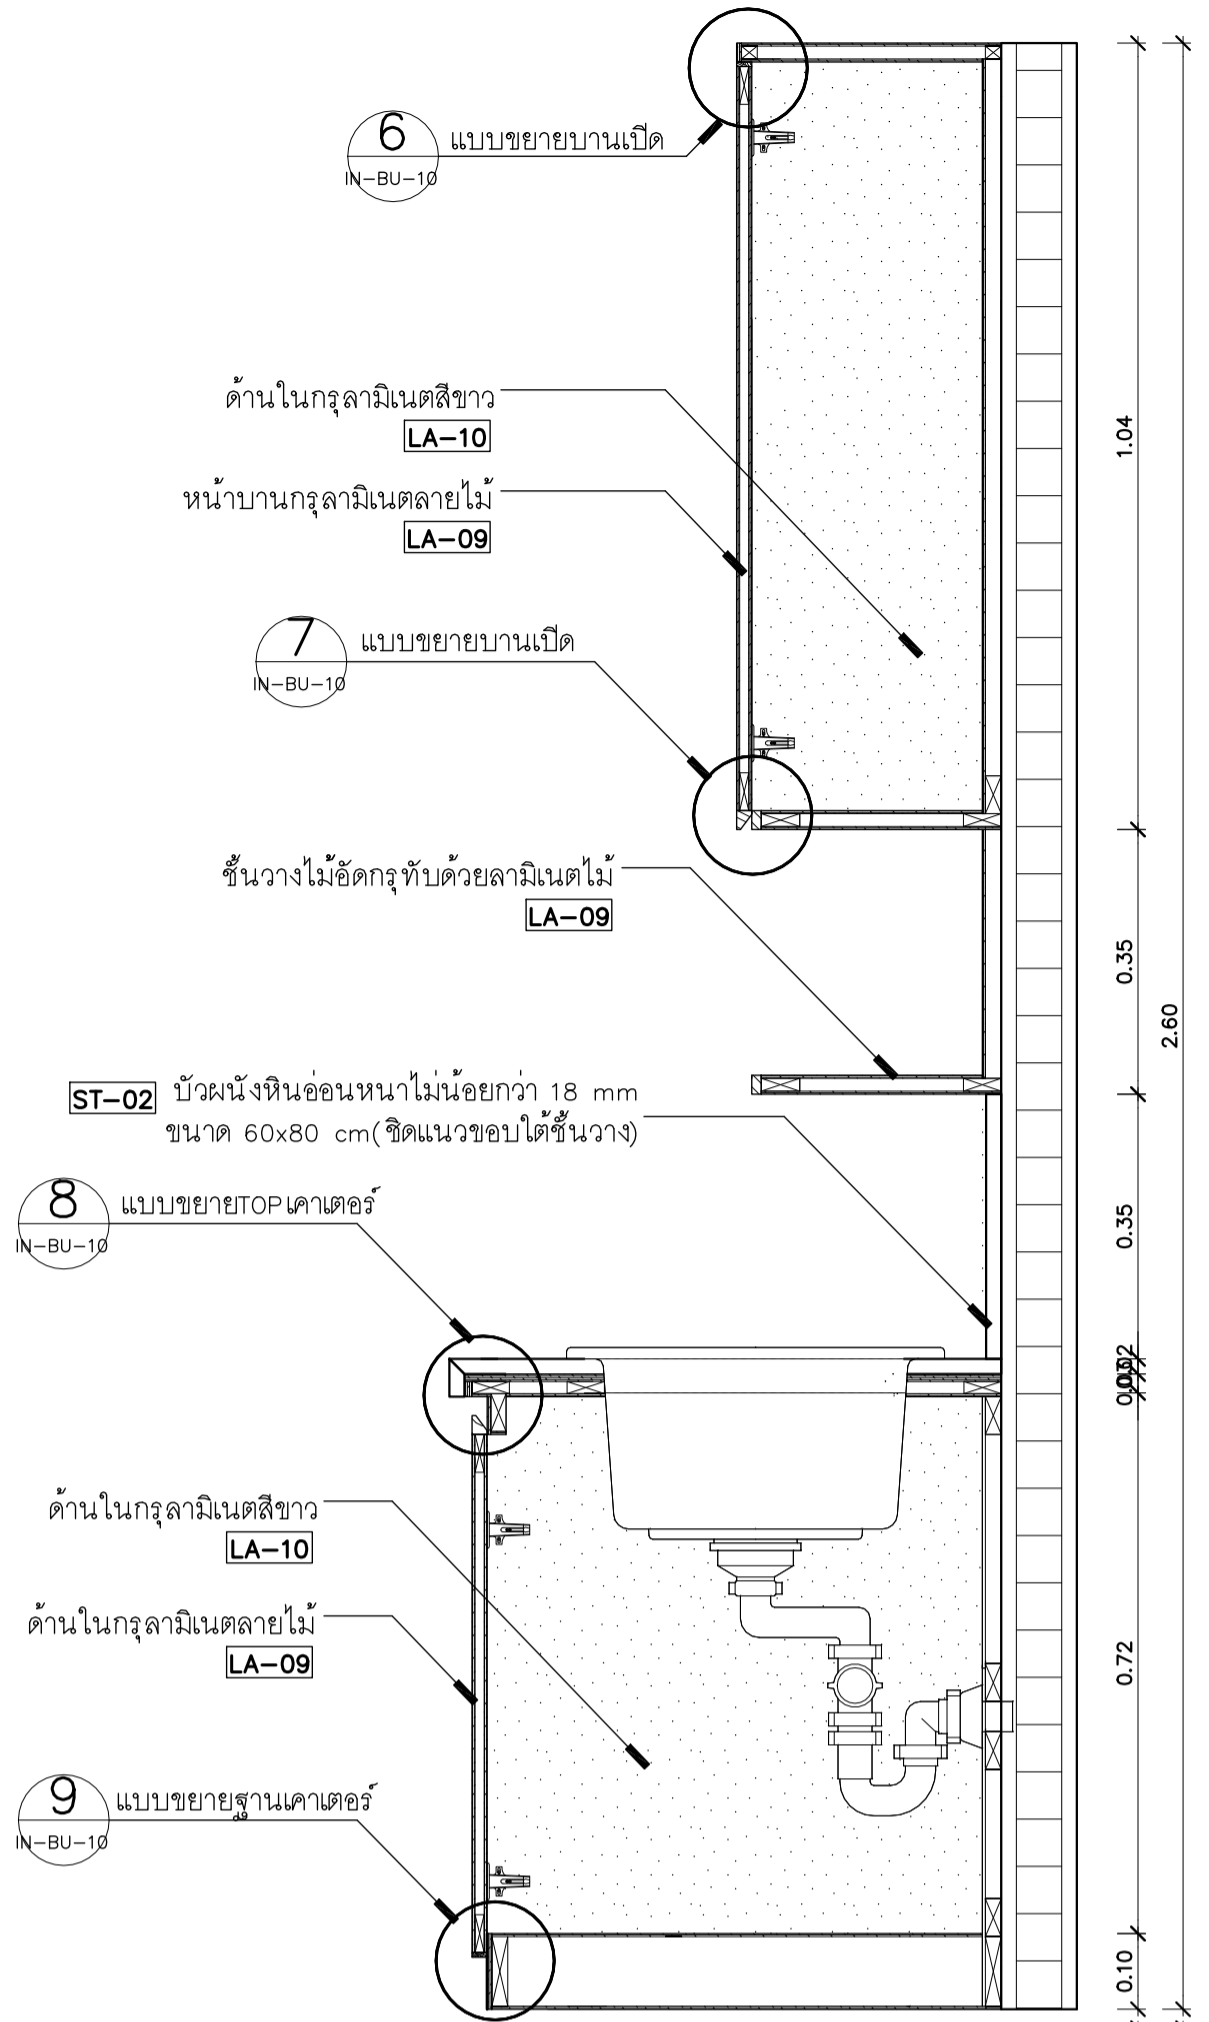 6
IN-BU-10
แบบขยายบานเปิด
ด้านในกรุลามิเนตสีขาว
LA-10
หน้าบานกรุลามิเนตลายไม้
LA-09
1.04
7
IN-BU-10
แบบขยายบานเปิด
ชั้นวางไม้อัดกรุทับด้วยลามิเนตไม้
LA-09
0.35
2.60
ST-02 บัวผนังหินอ่อนหนาไม่น้อยกว่า 18 mm
ขนาด 60x80 cm(ชิดแนวขอบใต้ชั้นวาง)
8
IN-BU-10
แบบขยายTOPเคาเตอร์
0.35
ด้านในกรุลามิเนตสีขาว
LA-10
ด้านในกรุลามิเนตลายไม้
LA-09
0.72
9
IN-BU-10
แบบขยายฐานเคาเตอร์
0.10